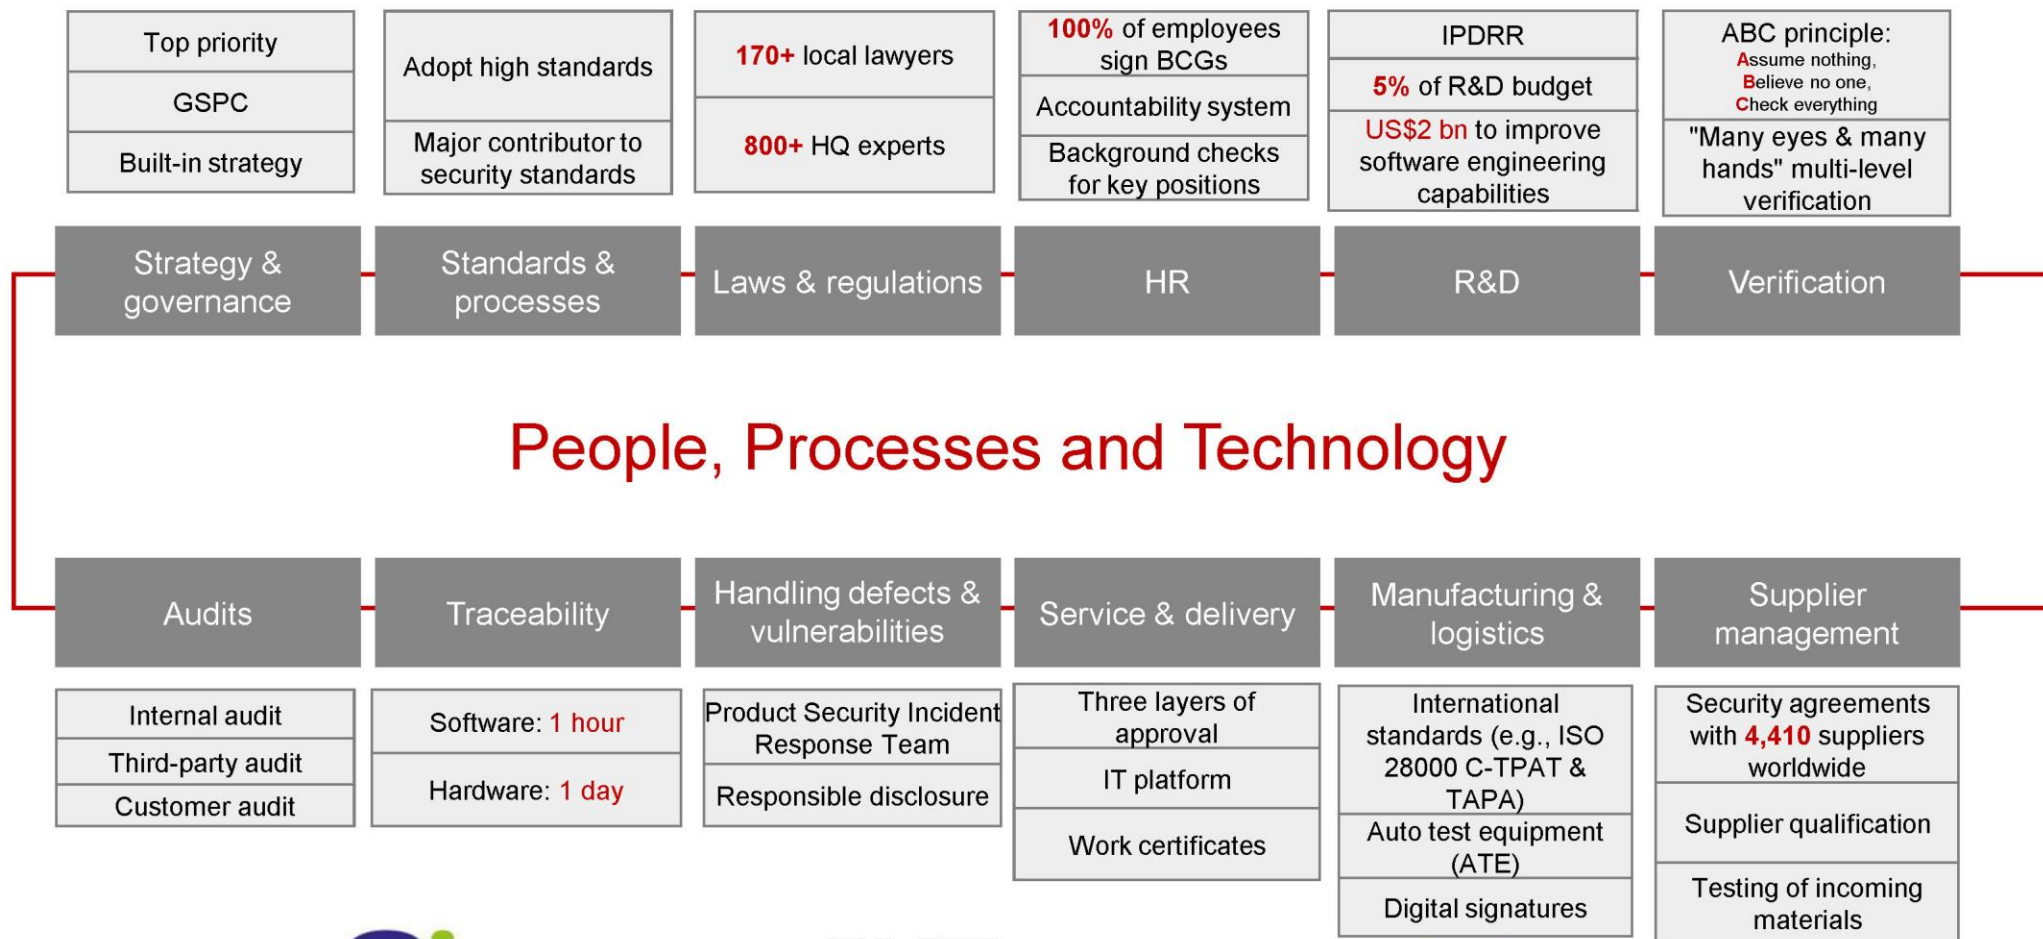 Top priority
GSPC
Built-in strategy
Adopt high standards
Major contributor to
security standards
170+ local lawyers
800+ HQ experts
100% of employees
sign BCGs
Accountability system
Background checks
for key positions
IPDRR
5% of R&D budget
US$2 bn to improve
software engineering
capabilities
ABC principle:
Assume nothing,
Believe no one,
Check everything
"Many eyes & many
hands" multi-level
verification
Strategy &
governance
Standards &
processes
Laws & regulations
HR
R&D
Verification
People, Processes and Technology
Audits
Traceability
Handling defects &
vulnerabilities
Service & delivery
Manufacturing &
logistics
Supplier
management
Internal audit
Third-party audit
Customer audit
Software: 1 hour
Hardware: 1 day
Product Security Incident
Response Team
Responsible disclosure
Three layers of
approval
IT platform
Work certificates
International
standards (e.g., ISO
28000 C-TPAT &
TAPA)
Auto test equipment
(ATE)
Digital signatures
Security agreements
with 4,410 suppliers
worldwide
Supplier qualification
Testing of incoming
materials